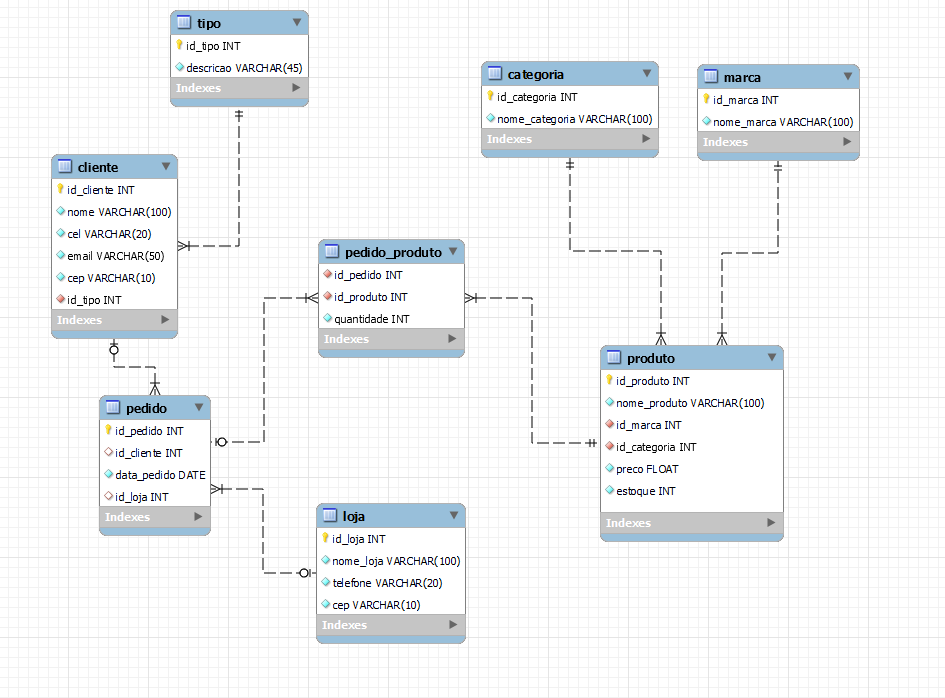 tipo
id_tipo INT
descricao VARCHAR(45)
Indexes
categoria
id_categoria INT
nome_categoria VARCHAR(100)
Indexes
marca
id_marca INT
nome_marca VARCHAR(100)
Indexes
cliente
id_cliente INT
nome VARCHAR(100)
cel VARCHAR(20)
email VARCHAR(50)
cep VARCHAR(10)
id_tipo INT
Indexes
pedido_produto
id_pedido INT
id_produto INT
quantidade INT
Indexes
produto
id_produto INT
nome_produto VARCHAR(100)
id_marca INT
id_categoria INT
preco FLOAT
estoque INT
Indexes
pedido
id_pedido INT
id_cliente INT
data_pedido DATE
id_loja INT
Indexes
loja
id_loja INT
nome_loja VARCHAR(100)
telefone VARCHAR(20)
cep VARCHAR(10)
Indexes